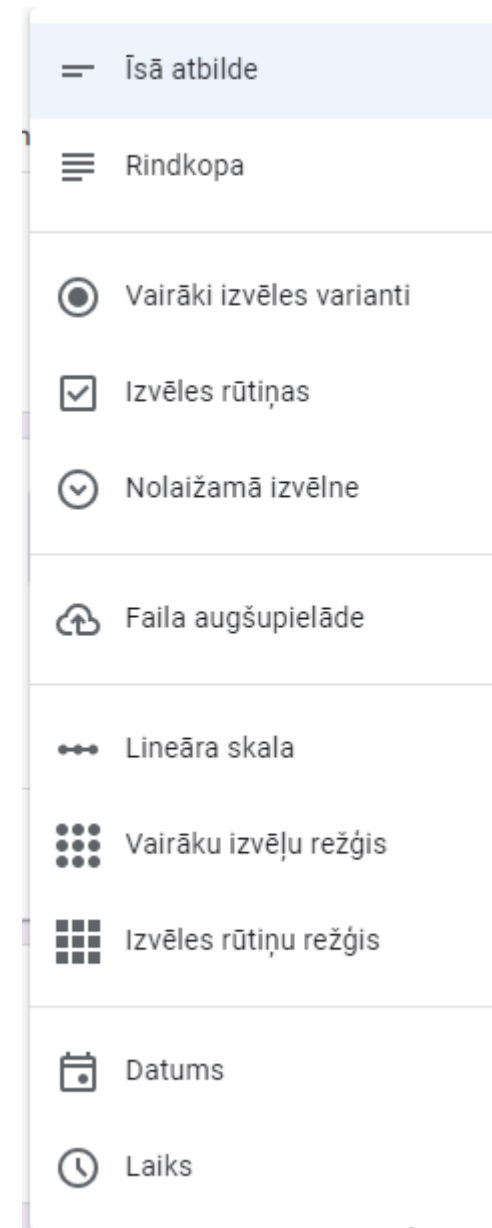 Īsā atbilde
Rindkopa
Vairāki izvēles varianti
Izvēles rūtiņas
Nolaižamā izvēlne
Faila augšupielāde
Lineāra skala
Vairāku izvēļu režģis
Izvēles rūtiņu režģis
Datums
Laiks